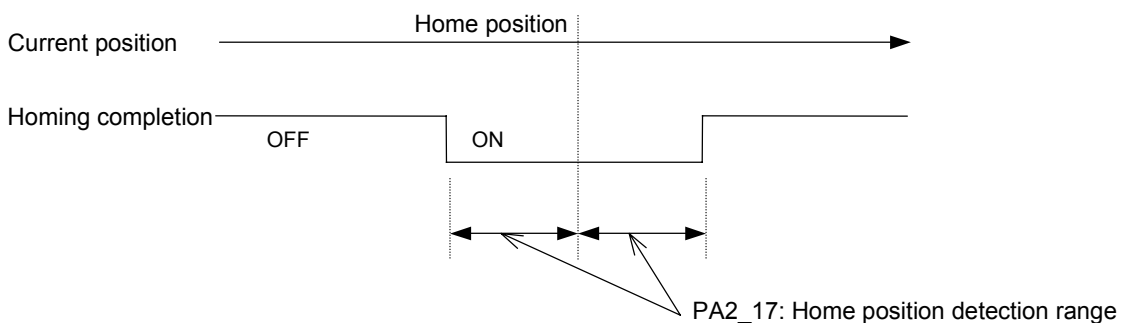 Home position
Current position
Homing completion
OFF
ON
PA2_17: Home position detection range